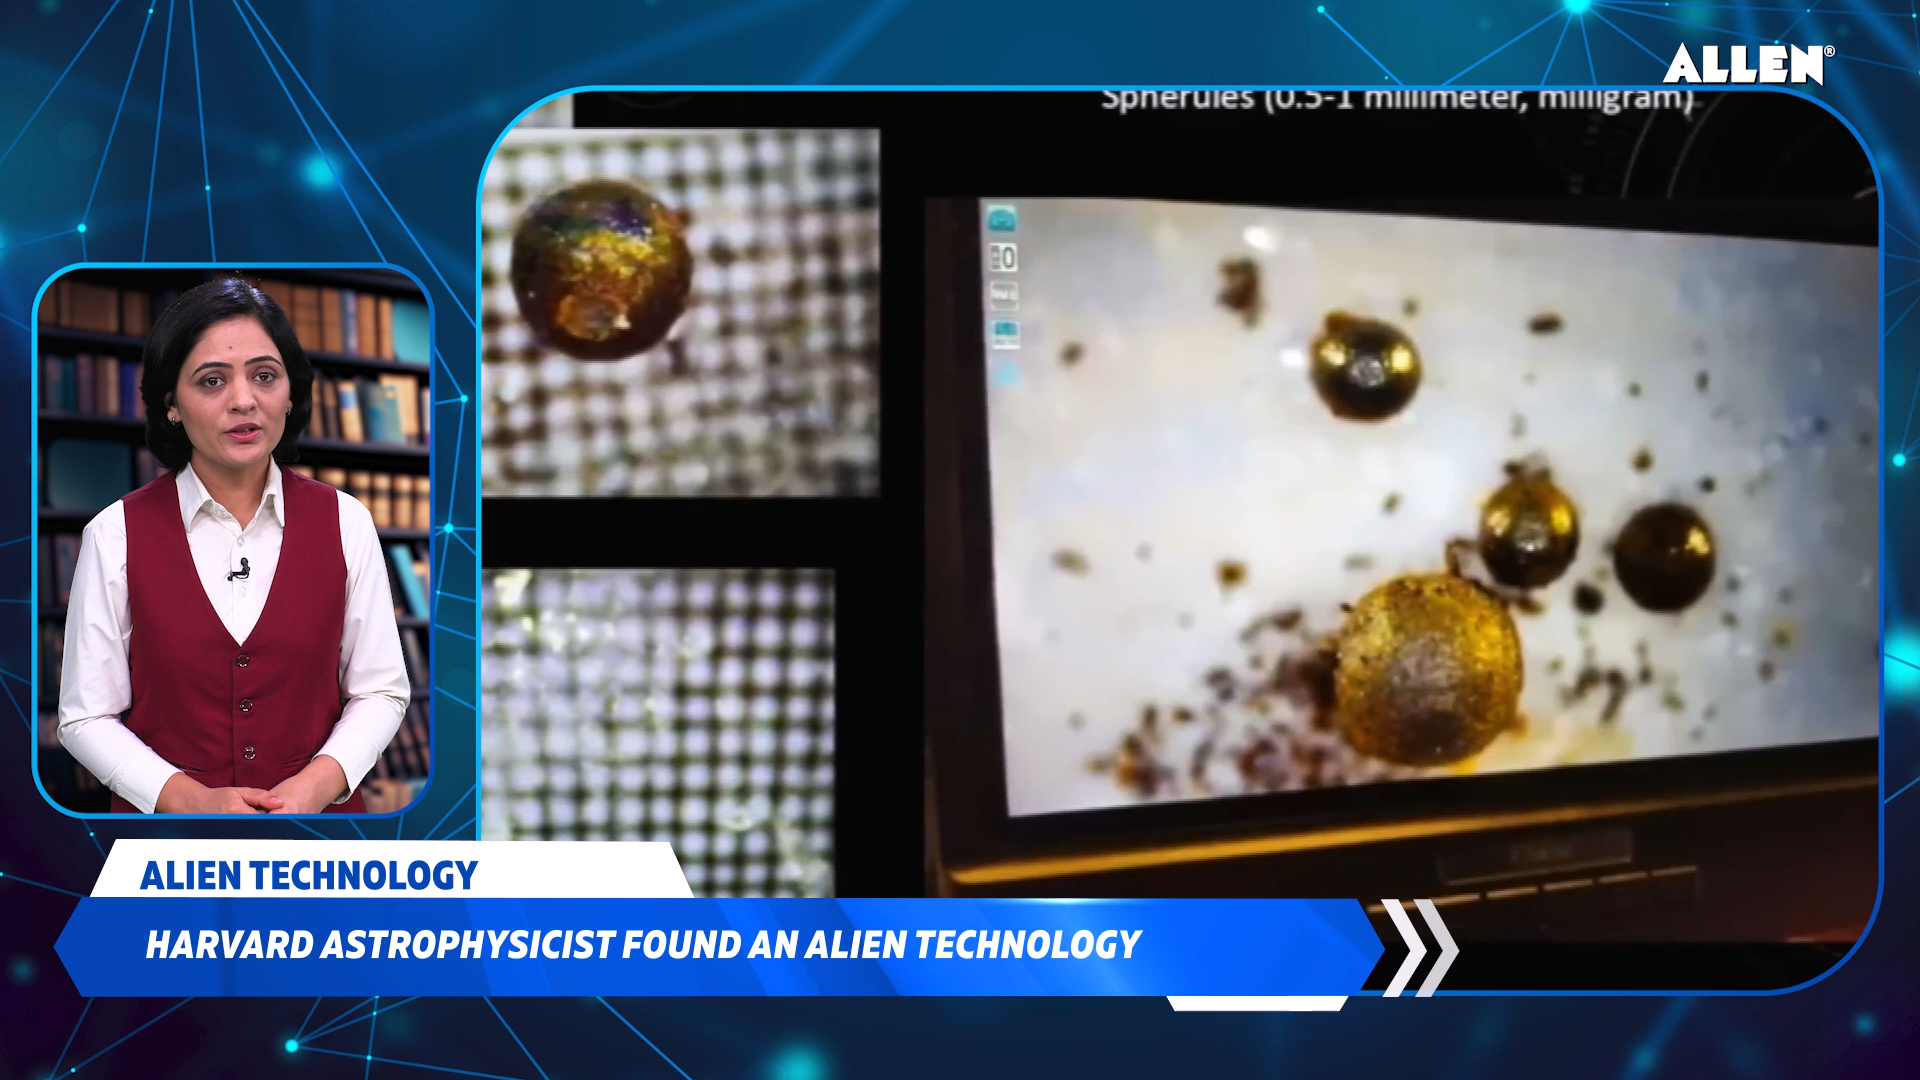 ALLEN®
Spherules (0.5-1 millimeter, milligram)
ALIEN TECHNOLOGY
HARVARD ASTROPHYSICIST FOUND AN ALIEN TECHNOLOGY